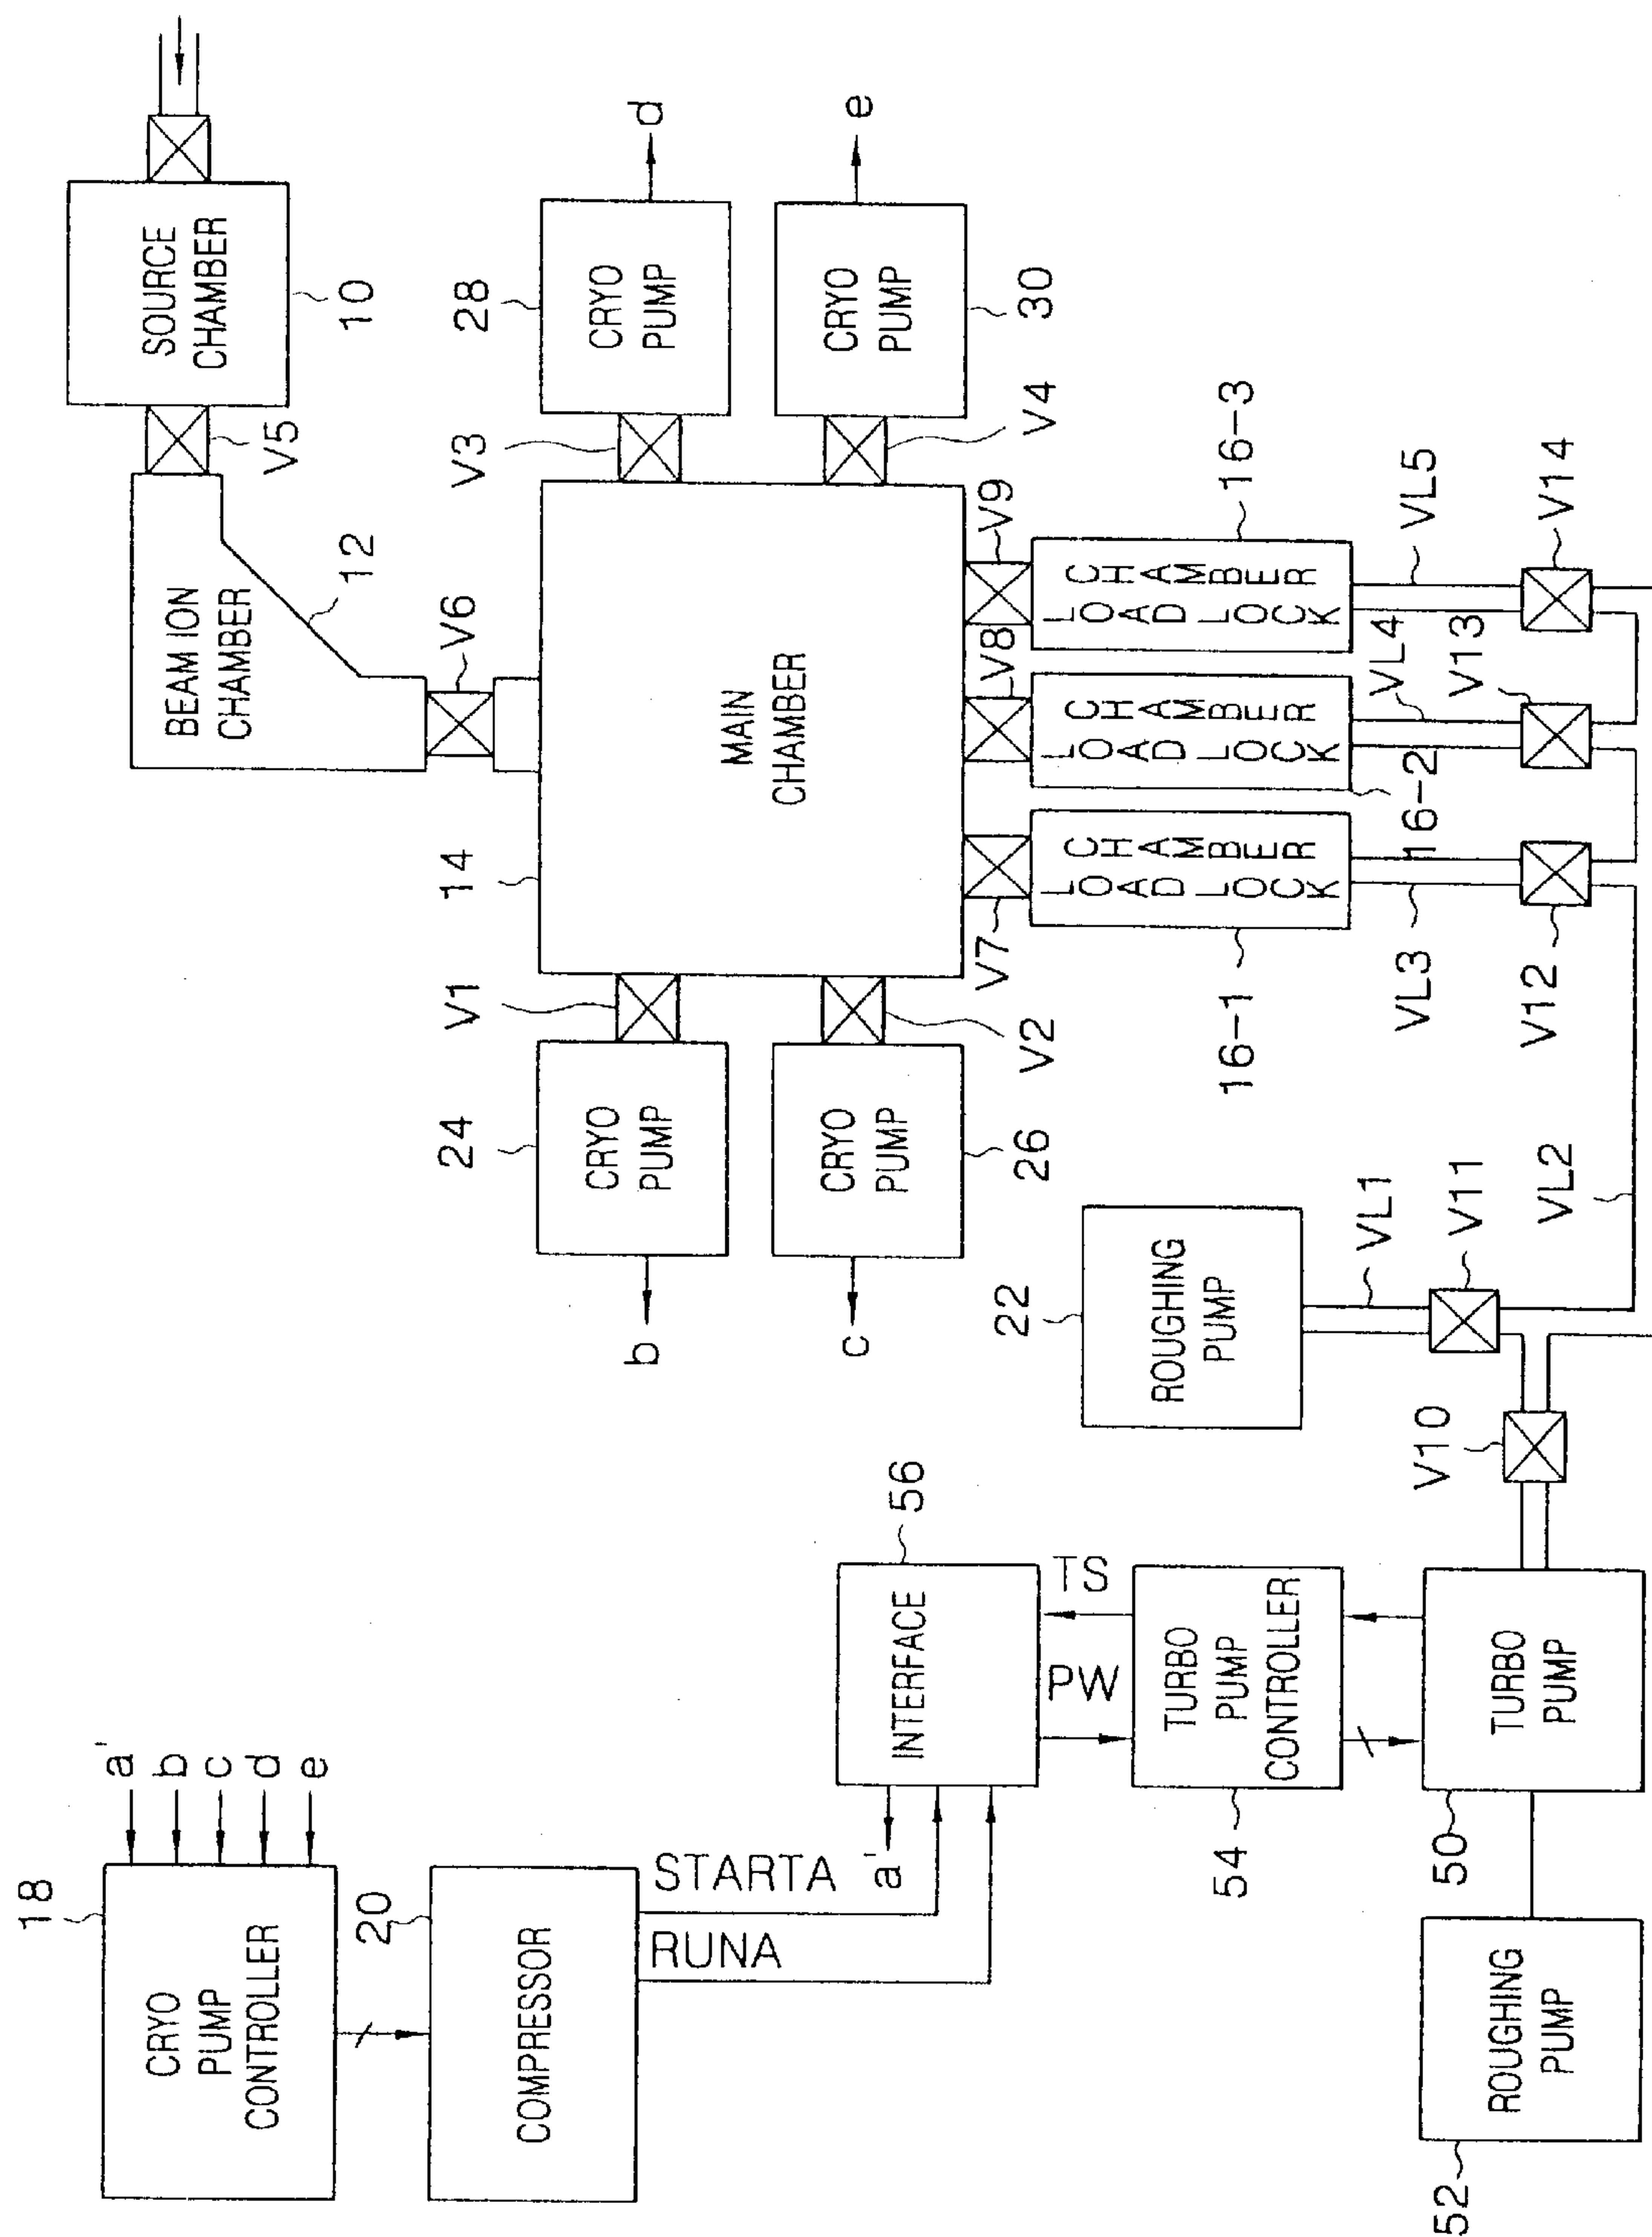 18
CRYO
PUMP
CONTROLLER
a'
b
c
d
e
20
COMPRESSOR
STARTA
RUNA
a'
INTERFACE
56
PW
TS
54
TURBO
PUMP
CONTROLLER
50
TURBO
PUMP
52
ROUGHING
PUMP
V10
22
ROUGHING
PUMP
VL1
V11
VL2
b
c
24
CRYO
PUMP
26
CRYO
PUMP
V1
V2
14
MAIN
CHAMBER
BEAM ION
CHAMBER
12
V6
V5
SOURCE
CHAMBER
10
V3
V4
28
CRYO
PUMP
d
30
CRYO
PUMP
e
V7
V8
V9
LOAD LOCK
CHAMBER
16-1
LOAD LOCK
CHAMBER
16-2
LOAD LOCK
CHAMBER
16-3
VL3
VL4
VL5
V12
V13
V14